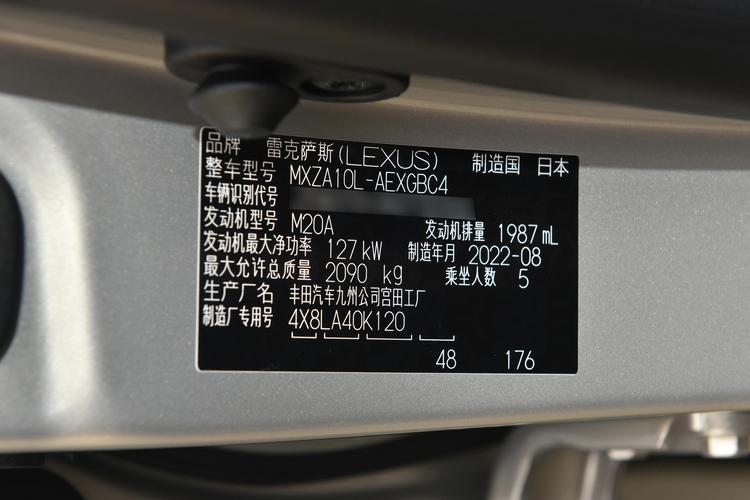 品牌 雷克萨斯(LEXUS) 制造国 日本
整车型号 MXZA10L-AEXGBC4
车辆识别代号
发动机型号 M20A 发动机排量 1987 mL
发动机最大净功率 127 kW 制造年月 2022-08
最大允许总质量 2090 kg 乘坐人数 5
生产厂名 丰田汽车九州公司宫田工厂
制造厂专用号 4X8LA40K120
48 176